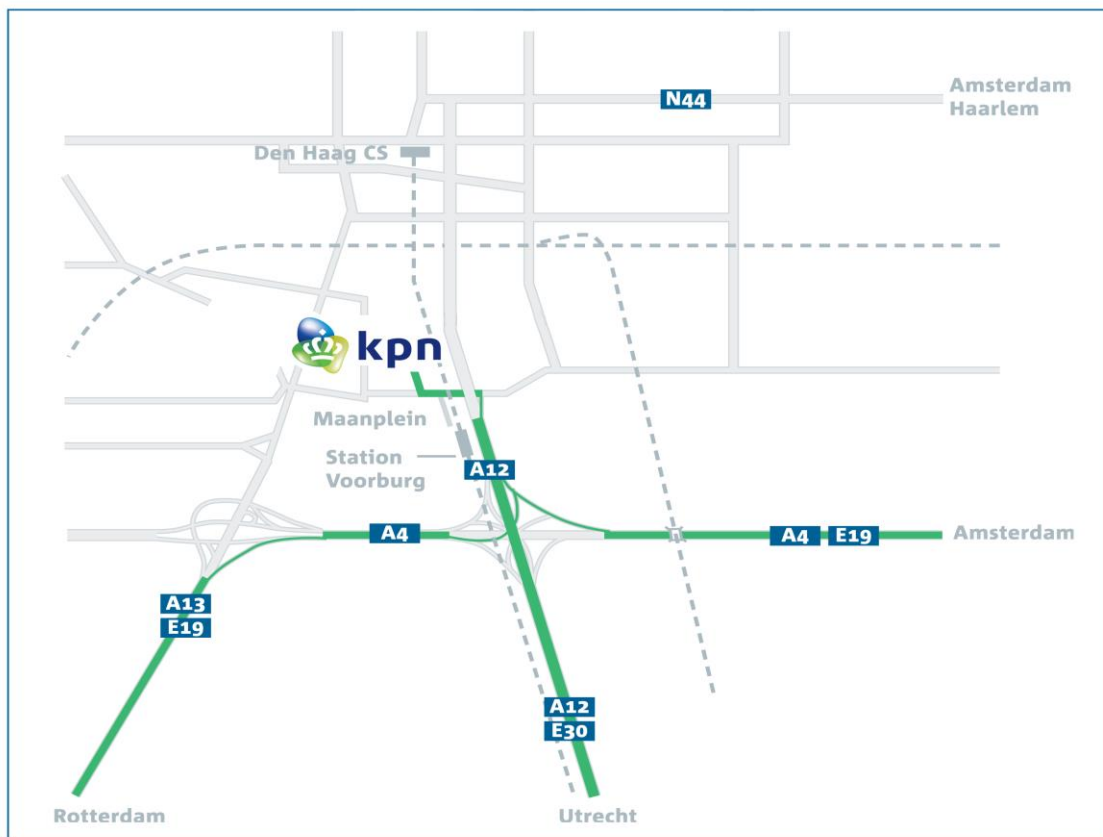 N44
Amsterdam
Haarlem
Den Haag CS
kpn
Maanplein
Station
Voorburg
A12
A4
A4
E19
Amsterdam
A13
E19
A12
E30
Rotterdam
Utrecht